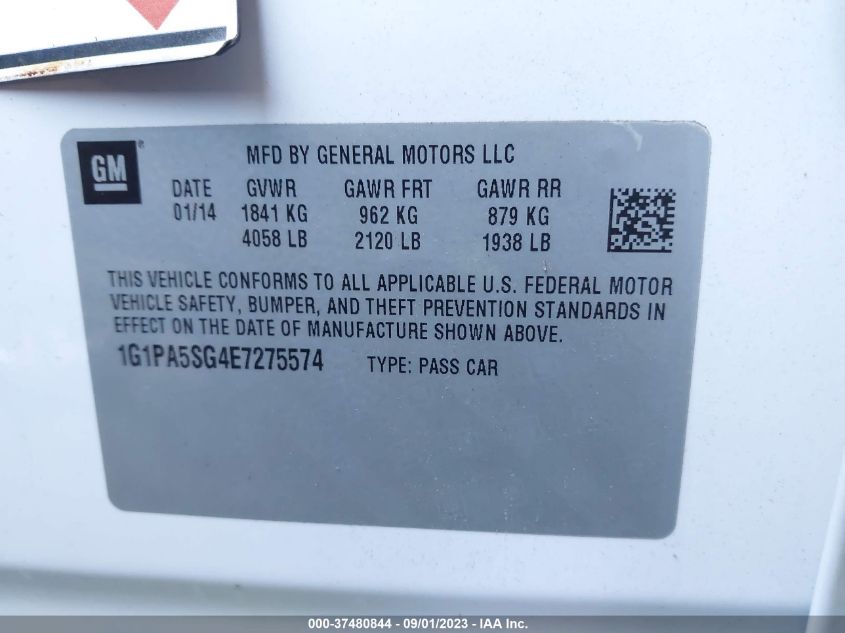 GM®
MFD BY GENERAL MOTORS LLC
DATE GVWR GAWR FRT GAWR RR
01/14 1841 KG 962 KG 879 KG
4058 LB 2120 LB 1938 LB
THIS VEHICLE CONFORMS TO ALL APPLICABLE U.S. FEDERAL MOTOR
VEHICLE SAFETY, BUMPER, AND THEFT PREVENTION STANDARDS IN
EFFECT ON THE DATE OF MANUFACTURE SHOWN ABOVE.
1G1PA5SG4E7275574 TYPE: PASS CAR
000-37480844 - 09/01/2023 - IAA Inc.